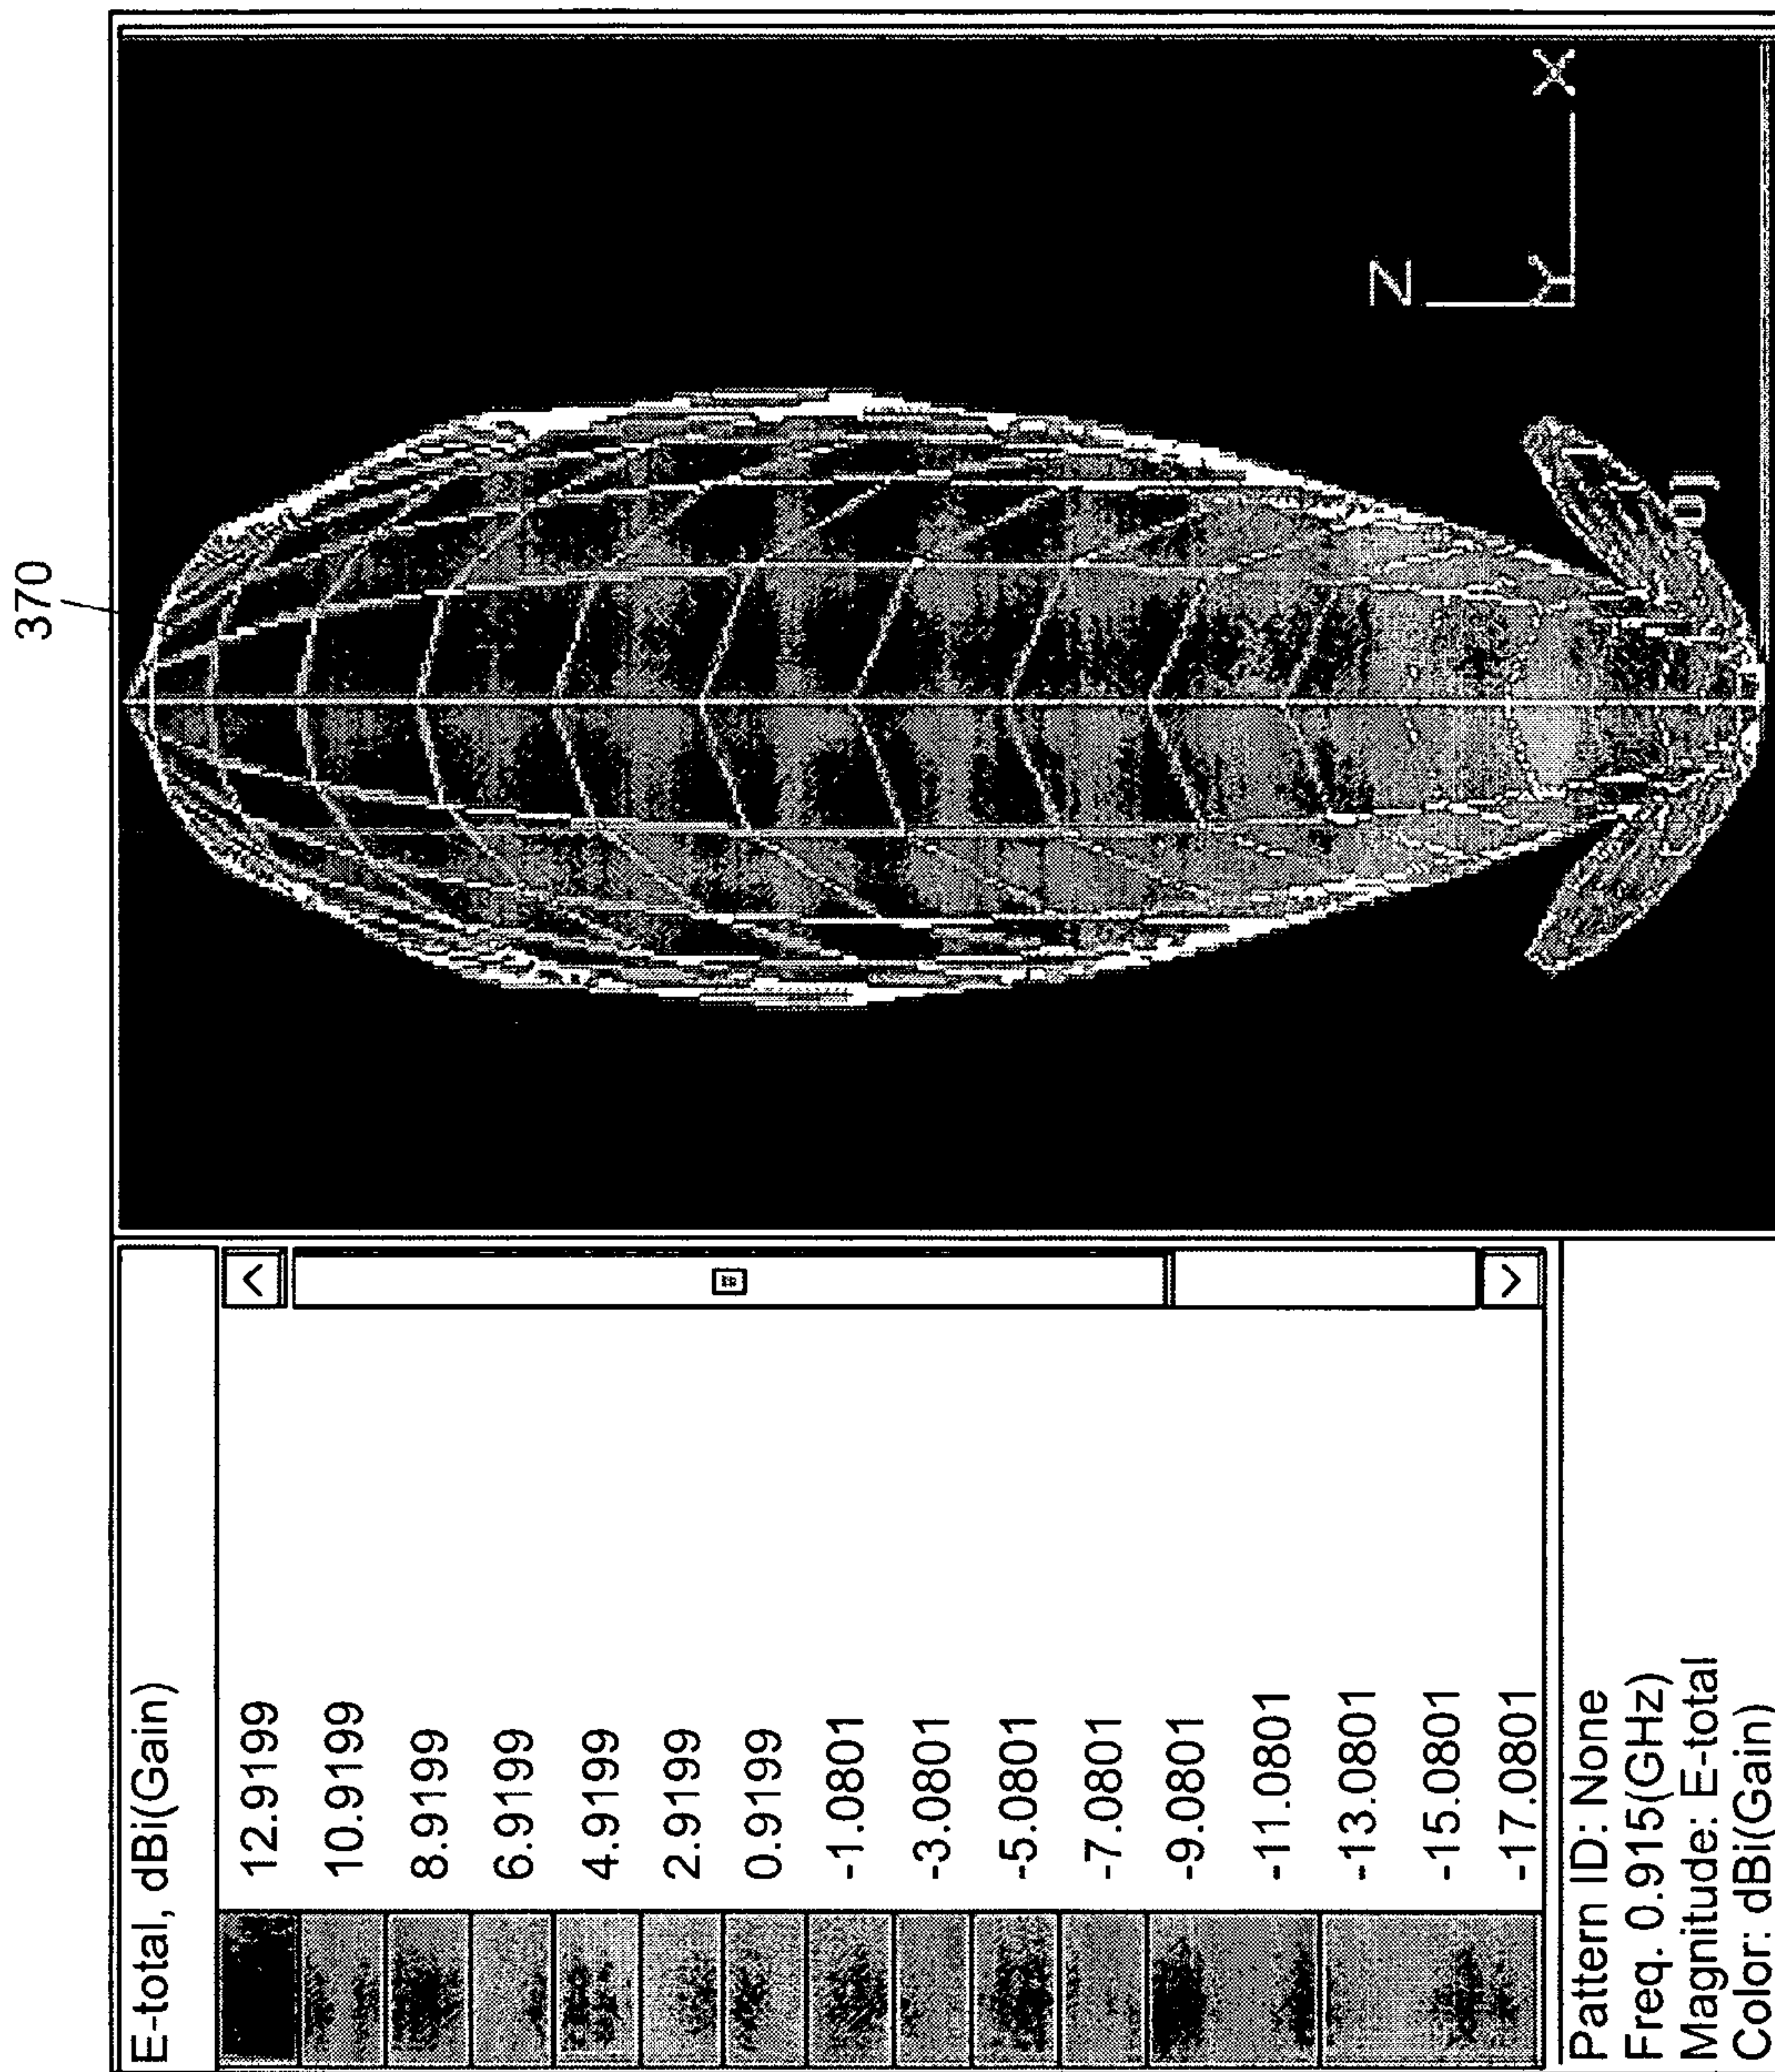 370
E-total, dBi(Gain)
12.9199
10.9199
8.9199
6.9199
4.9199
2.9199
0.9199
-1.0801
-3.0801
-5.0801
-7.0801
-9.0801
-11.0801
-13.0801
-15.0801
-17.0801
Pattern ID: None
Freq. 0.915(GHz)
Magnitude: E-total
Color: dBi(Gain)
Z
Y
X